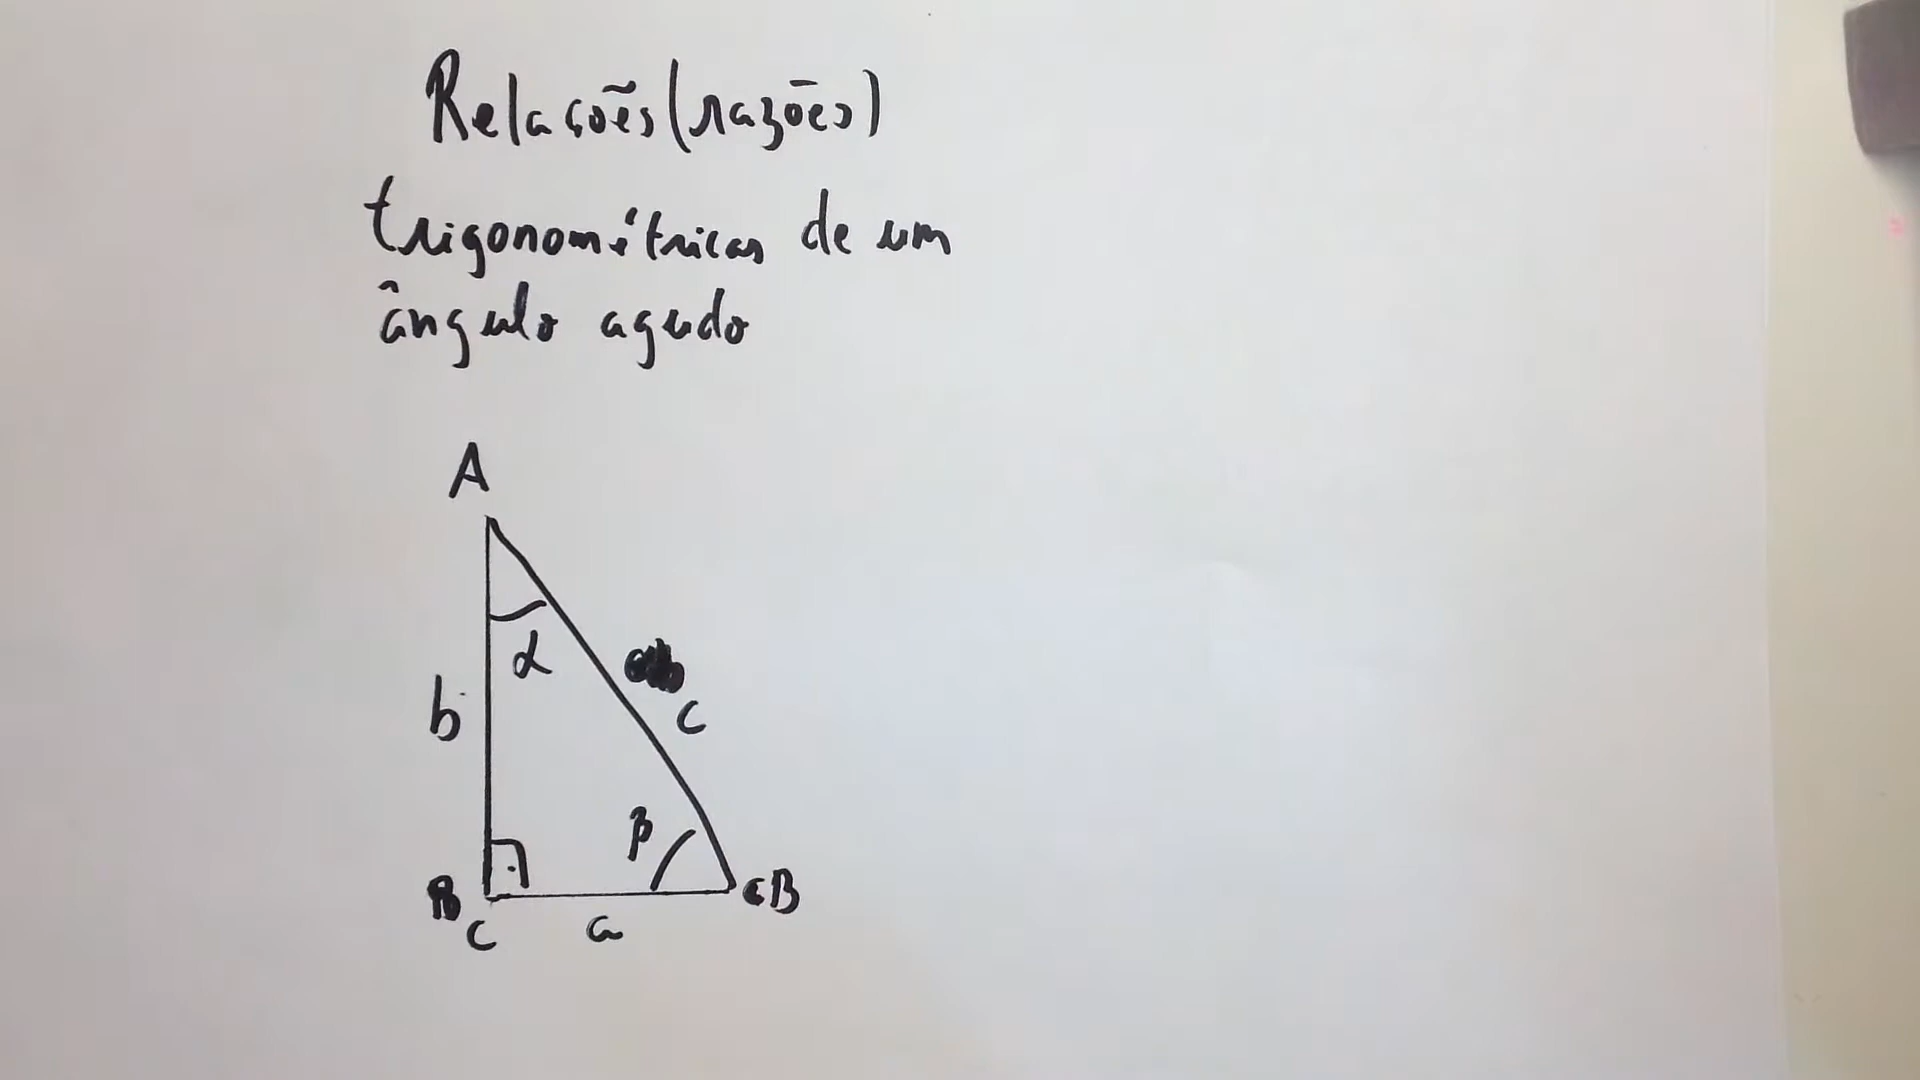 Relações (razões)
trigonométricas de um
ângulo agudo
A
α
b
c
β
B
C
a